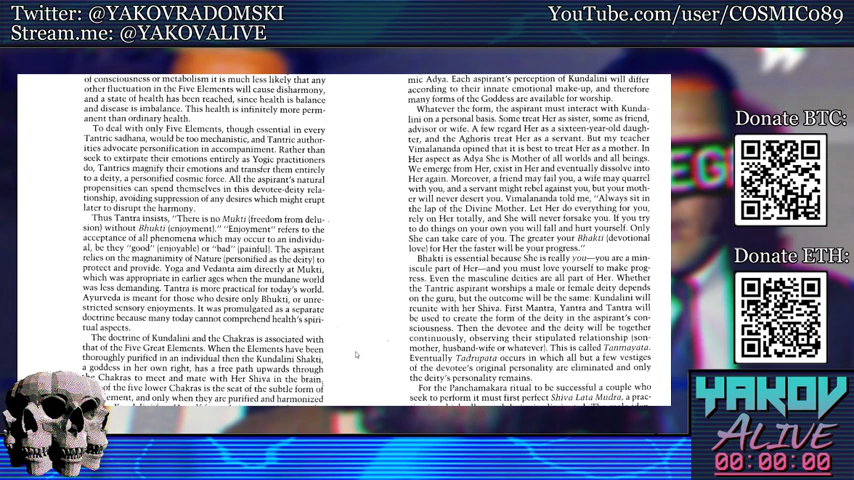 Twitter: @YAKOVRADOMSKI
Stream.me: @YAKOVALIVE
YouTube.com/user/COSMIC089
of consciousness or metabolism it is much less likely that any
other fluctuation in the Five Elements will cause disharmony,
and a state of health has been reached, since health is balance
and disease is imbalance. This health is infinitely more perm-
anent than ordinary health.
To deal with only Five Elements, though essential in every
Tantric sadhana, would be too mechanistic, and Tantric author-
ities advocate personification in accompaniment. Rather than
seek to extirpate their emotions entirely as Yogic practitioners
do, Tantrics magnify their emotions and transfer them entirely
to a deity, a personified cosmic force. All the aspirant's natural
propensities can spend themselves in this devotee-deity rela-
tionship, avoiding suppression of any desires which might erupt
later to disturb the harmony.
Thus Tantra insists, "There is no Mukti (freedom from delu-
sion) without Bhukti (enjoyment)." "Enjoyment" refers to the
acceptance of all phenomena which may occur to an individu-
al, be they "good" (enjoyable) or "bad" (painful). The aspirant
relies on the magnanimity of Nature (personified as the deity) to
protect and provide. Yoga and Vedanta aim directly at Mukti,
which was appropriate in earlier ages when the mundane world
was less demanding. Tantra is more practical for today's world.
Ayurveda is meant for those who desire only Bhukti, or unre-
stricted sensory enjoyments. It was promulgated as a separate
doctrine because many today cannot comprehend health's spiri-
tual aspects.
The doctrine of Kundalini and the Chakras is associated with
that of the Five Great Elements. When the Elements have been
thoroughly purified in an individual then the Kundalini Shakti,
a goddess in her own right, has a free path upwards through
the Chakras to meet and mate with Her Shiva in the brain.
of the five lower Chakras is the seat of the subtle form of
ement, and only when they are purified and harmonized
mic Adya. Each aspirant's perception of Kundalini will differ
according to their innate emotional make-up, and therefore
many forms of the Goddess are available for worship.
Whatever the form, the aspirant must interact with Kunda-
lini on a personal basis. Some treat Her as sister, some as friend,
advisor or wife. A few regard Her as a sixteen-year-old daugh-
ter, and the Aghoris treat Her as a servant. But my teacher
Vimalananda opined that it is best to treat Her as a mother. In
Her aspect as Adya She is Mother of all worlds and all beings.
We emerge from Her, exist in Her and eventually dissolve into
Her again. Moreover, a friend may fail you, a wife may quarrel
with you, and a servant might rebel against you, but your moth-
er will never desert you. Vimalananda told me, "Always sit in
the lap of the Divine Mother. Let Her do everything for you,
rely on Her totally, and She will never forsake you. If you try
to do things on your own you will fall and hurt yourself. Only
She can take care of you. The greater your Bhakti (devotional
love) for Her the faster will be your progress."
Bhakti is essential because She is really you—you are a min-
iscule part of Her—and you must love yourself to make prog-
ress. Even the masculine deities are all part of Her. Whether
the Tantric aspirant worships a male or female deity depends
on the guru, but the outcome will be the same: Kundalini will
reunite with her Shiva. First Mantra, Yantra and Tantra will
be used to create the form of the deity in the aspirant's con-
sciousness. Then the devotee and the deity will be together
continuously, observing their stipulated relationship (son-
mother, husband-wife or whatever). This is called Tanmayata.
Eventually Tadrupata occurs in which all but a few vestiges
of the devotee's original personality are eliminated and only
the deity's personality remains.
For the Panchamakara ritual to be successful a couple who
seek to perform it must first perfect Shiva Lata Mudra, a prac-
Donate BTC:
Donate ETH:
YAKOV
ALIVE
00:00:00